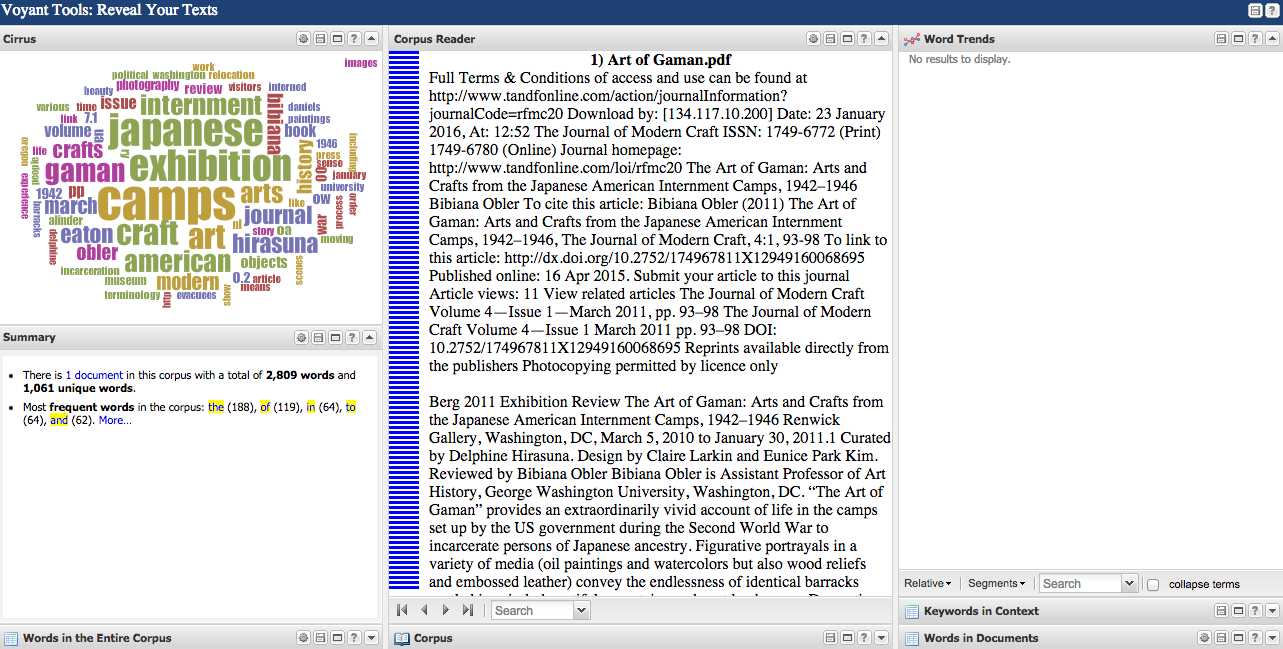 Voyant Tools: Reveal Your Texts
Cirrus
work
images
political washington relocation
beauty photography review visitors interned
various time issue internment bibiana daniels
link 7.1 japanese paintings
volume book
life crafts exhibition history 1946
oregon people gaman press including
sense
experience 1942 pp camps arts 00 january
university
barracks march like ow process order
alinder craft art journal war
eaton nl story oa moving
pejorative obler hirasuna
american objects scenes
incarceration 0.2 article
museum modern means
terminology http evacuees show
Summary
There is 1 document in this corpus with a total of 2,809 words and
1,061 unique words.
Most frequent words in the corpus: the (188), of (119), in (64), to
(64), and (62). More...
Words in the Entire Corpus
Corpus Reader
1) Art of Gaman.pdf
Full Terms & Conditions of access and use can be found at
http://www.tandfonline.com/action/journalInformation?
journalCode=rfmc20 Download by: [134.117.10.200] Date: 23 January
2016, At: 12:52 The Journal of Modern Craft ISSN: 1749-6772 (Print)
1749-6780 (Online) Journal homepage:
http://www.tandfonline.com/loi/rfmc20 The Art of Gaman: Arts and
Crafts from the Japanese American Internment Camps, 1942–1946
Bibiana Obler To cite this article: Bibiana Obler (2011) The Art of
Gaman: Arts and Crafts from the Japanese American Internment
Camps, 1942–1946, The Journal of Modern Craft, 4:1, 93-98 To link to
this article: http://dx.doi.org/10.2752/174967811X12949160068695
Published online: 16 Apr 2015. Submit your article to this journal
Article views: 11 View related articles The Journal of Modern Craft
Volume 4—Issue 1—March 2011, pp. 93–98 The Journal of Modern
Craft Volume 4—Issue 1 March 2011 pp. 93–98 DOI:
10.2752/174967811X12949160068695 Reprints available directly from
the publishers Photocopying permitted by licence only
Berg 2011 Exhibition Review The Art of Gaman: Arts and Crafts from
the Japanese American Internment Camps, 1942–1946 Renwick
Gallery, Washington, DC, March 5, 2010 to January 30, 2011.1 Curated
by Delphine Hirasuna. Design by Claire Larkin and Eunice Park Kim.
Reviewed by Bibiana Obler Bibiana Obler is Assistant Professor of Art
History, George Washington University, Washington, DC. “The Art of
Gaman” provides an extraordinarily vivid account of life in the camps
set up by the US government during the Second World War to
incarcerate persons of Japanese ancestry. Figurative portrayals in a
variety of media (oil paintings and watercolors but also wood reliefs
and embossed leather) convey the endlessness of identical barracks
Search
Corpus
Word Trends
No results to display.
Relative Segments Search collapse terms
Keywords in Context
Words in Documents